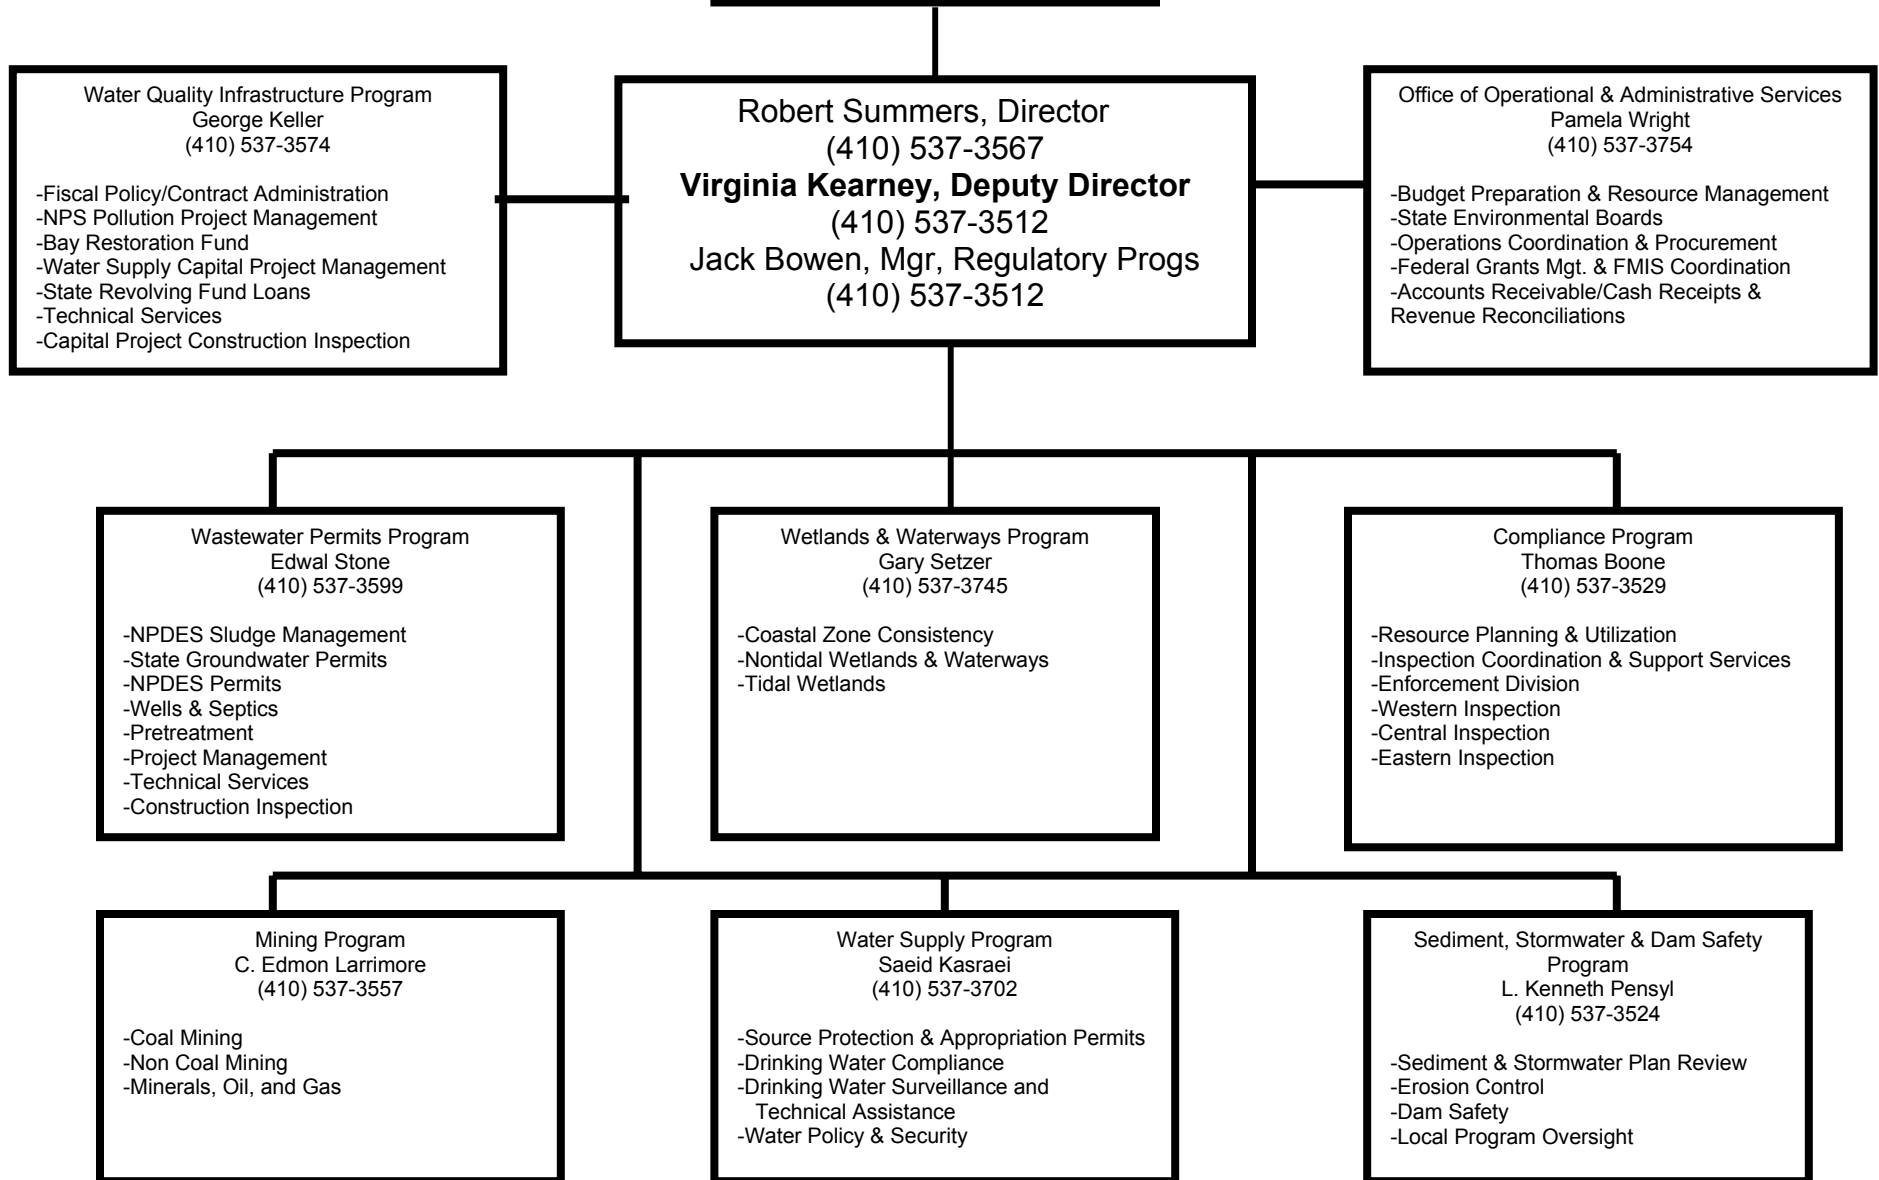 Water Quality Infrastructure Program
George Keller
(410) 537-3574
-Fiscal Policy/Contract Administration
-NPS Pollution Project Management
-Bay Restoration Fund
-Water Supply Capital Project Management
-State Revolving Fund Loans
-Technical Services
-Capital Project Construction Inspection
Robert Summers, Director
(410) 537-3567
Virginia Kearney, Deputy Director
(410) 537-3512
Jack Bowen, Mgr, Regulatory Progs
(410) 537-3512
Office of Operational & Administrative Services
Pamela Wright
(410) 537-3754
-Budget Preparation & Resource Management
-State Environmental Boards
-Operations Coordination & Procurement
-Federal Grants Mgt. & FMIS Coordination
-Accounts Receivable/Cash Receipts &
Revenue Reconciliations
Wastewater Permits Program
Edwal Stone
(410) 537-3599
-NPDES Sludge Management
-State Groundwater Permits
-NPDES Permits
-Wells & Septics
-Pretreatment
-Project Management
-Technical Services
-Construction Inspection
Wetlands & Waterways Program
Gary Setzer
(410) 537-3745
-Coastal Zone Consistency
-Nontidal Wetlands & Waterways
-Tidal Wetlands
Compliance Program
Thomas Boone
(410) 537-3529
-Resource Planning & Utilization
-Inspection Coordination & Support Services
-Enforcement Division
-Western Inspection
-Central Inspection
-Eastern Inspection
Mining Program
C. Edmon Larrimore
(410) 537-3557
-Coal Mining
-Non Coal Mining
-Minerals, Oil, and Gas
Water Supply Program
Saeid Kasraei
(410) 537-3702
-Source Protection & Appropriation Permits
-Drinking Water Compliance
-Drinking Water Surveillance and
Technical Assistance
-Water Policy & Security
Sediment, Stormwater & Dam Safety
Program
L. Kenneth Pensyl
(410) 537-3524
-Sediment & Stormwater Plan Review
-Erosion Control
-Dam Safety
-Local Program Oversight